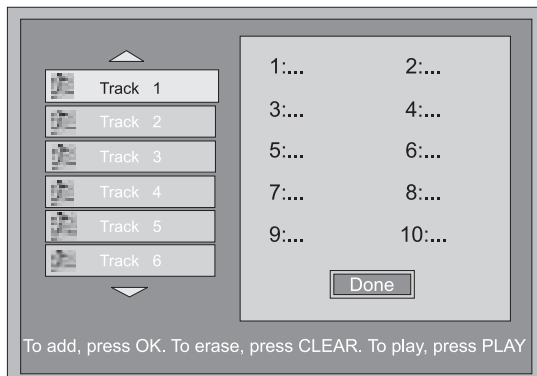 Track 1
Track 2
Track 3
Track 4
Track 5
Track 6
1:... 2:...
3:... 4:...
5:... 6:...
7:... 8:...
9:... 10:...
Done
To add, press OK. To erase, press CLEAR. To play, press PLAY